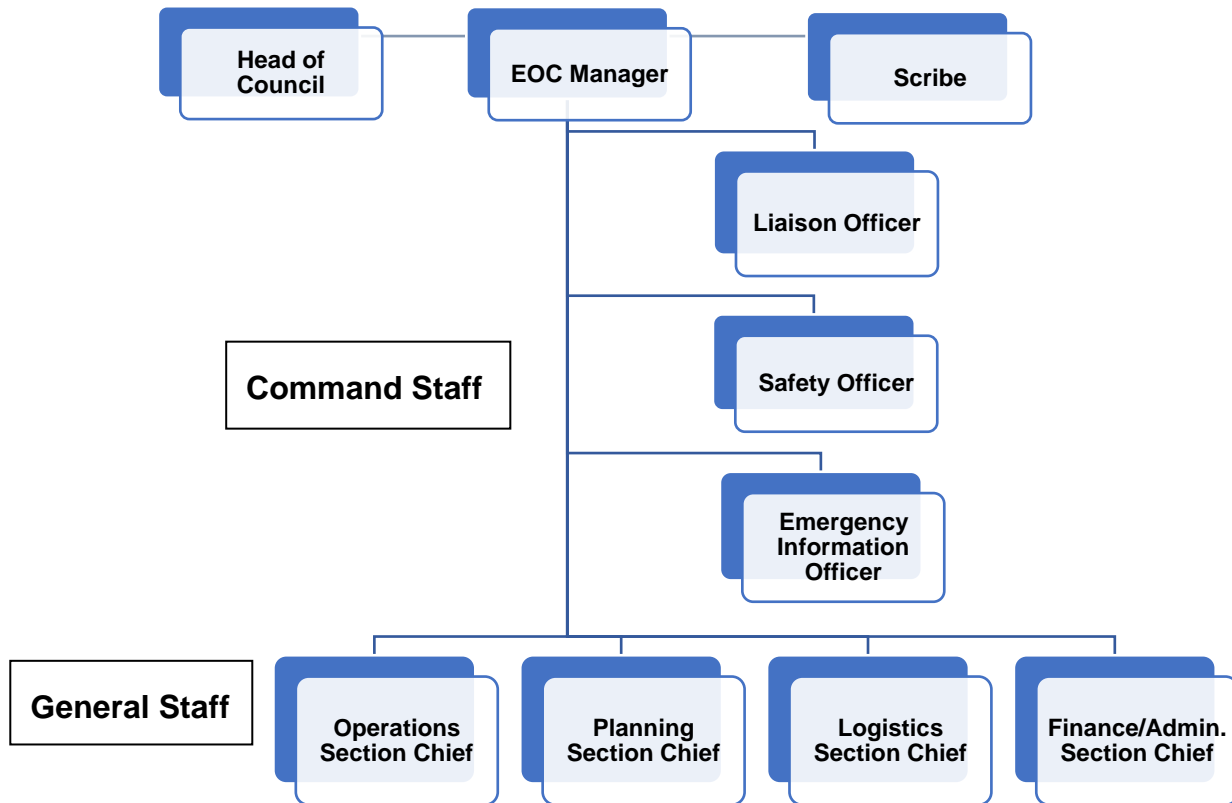 Head of
Council
EOC Manager
Scribe
Liaison Officer
Safety Officer
Command Staff
Emergency
Information
Officer
General Staff
Operations
Section Chief
Planning
Section Chief
Logistics
Section Chief
Finance/Admin.
Section Chief